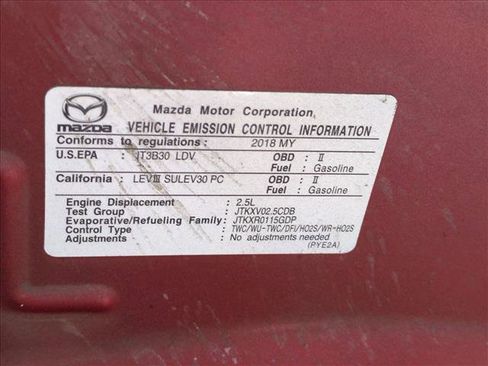 Mazda Motor Corporation
mazda VEHICLE EMISSION CONTROL INFORMATION
Conforms to regulations : 2018 MY
U.S.EPA : IT3B30 LDV OBD : II
Fuel : Gasoline
California : LEVIII SULEV30 PC OBD : II
Fuel : Gasoline
Engine Displacement : 2.5L
Test Group : JTKXV02.5CDB
Evaporative/Refueling Family: JTKXR0115GDP
Control Type : TWC/WU-TWC/DFI/HO2S/WR-HO2S
Adjustments : No adjustments needed
(PYE2A)